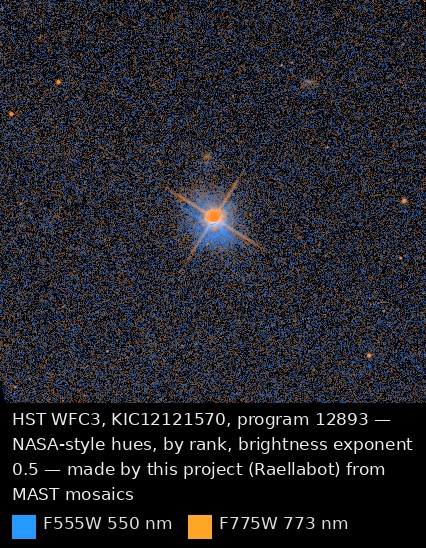 HST WFC3, KIC12121570, program 12893 —
NASA-style hues, by rank, brightness exponent
0.5 — made by this project (Raellabot) from
MAST mosaics
F555W 550 nm F775W 773 nm